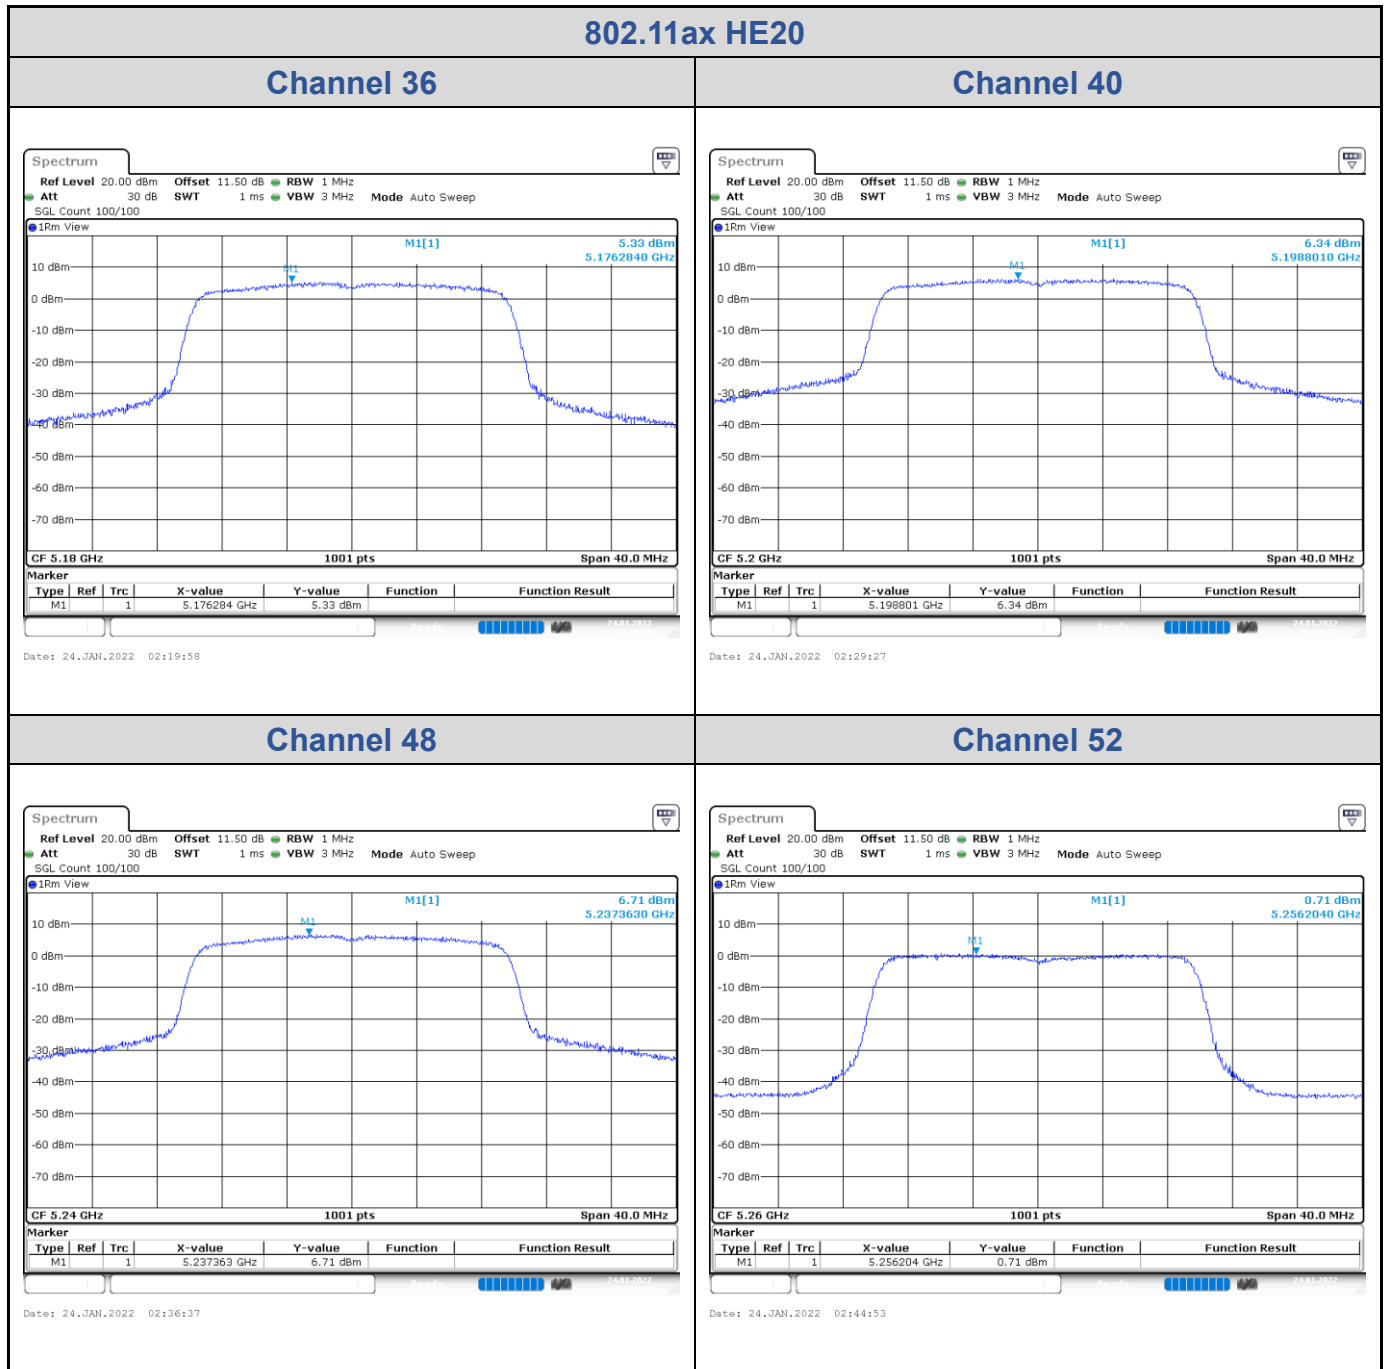 802.11ax HE20
Channel 36
Channel 40
Spectrum
Ref Level 20.00 dBm Offset 11.50 dB RBW 1 MHz
Att 30 dB SWT 1 ms VBW 3 MHz Mode Auto Sweep
SGL Count 100/100
1Rm View
M1[1] 5.33 dBm
5.1762840 GHz
M1
10 dBm
0 dBm
-10 dBm
-20 dBm
-30 dBm
-40 dBm
-50 dBm
-60 dBm
-70 dBm
CF 5.18 GHz 1001 pts Span 40.0 MHz
Marker
Type Ref Trc X-value Y-value Function Function Result
M1 1 5.176284 GHz 5.33 dBm
24.01.2022
Date: 24.JAN.2022 02:19:58
Spectrum
Ref Level 20.00 dBm Offset 11.50 dB RBW 1 MHz
Att 30 dB SWT 1 ms VBW 3 MHz Mode Auto Sweep
SGL Count 100/100
1Rm View
M1[1] 6.34 dBm
5.1988010 GHz
M1
10 dBm
0 dBm
-10 dBm
-20 dBm
-30 dBm
-40 dBm
-50 dBm
-60 dBm
-70 dBm
CF 5.2 GHz 1001 pts Span 40.0 MHz
Marker
Type Ref Trc X-value Y-value Function Function Result
M1 1 5.198801 GHz 6.34 dBm
24.01.2022
Date: 24.JAN.2022 02:29:27
Channel 48
Channel 52
Spectrum
Ref Level 20.00 dBm Offset 11.50 dB RBW 1 MHz
Att 30 dB SWT 1 ms VBW 3 MHz Mode Auto Sweep
SGL Count 100/100
1Rm View
M1[1] 6.71 dBm
5.2373630 GHz
M1
10 dBm
0 dBm
-10 dBm
-20 dBm
-30 dBm
-40 dBm
-50 dBm
-60 dBm
-70 dBm
CF 5.24 GHz 1001 pts Span 40.0 MHz
Marker
Type Ref Trc X-value Y-value Function Function Result
M1 1 5.237363 GHz 6.71 dBm
24.01.2022
Date: 24.JAN.2022 02:36:37
Spectrum
Ref Level 20.00 dBm Offset 11.50 dB RBW 1 MHz
Att 30 dB SWT 1 ms VBW 3 MHz Mode Auto Sweep
SGL Count 100/100
1Rm View
M1[1] 0.71 dBm
5.2562040 GHz
M1
10 dBm
0 dBm
-10 dBm
-20 dBm
-30 dBm
-40 dBm
-50 dBm
-60 dBm
-70 dBm
CF 5.26 GHz 1001 pts Span 40.0 MHz
Marker
Type Ref Trc X-value Y-value Function Function Result
M1 1 5.256204 GHz 0.71 dBm
24.01.2022
Date: 24.JAN.2022 02:44:53